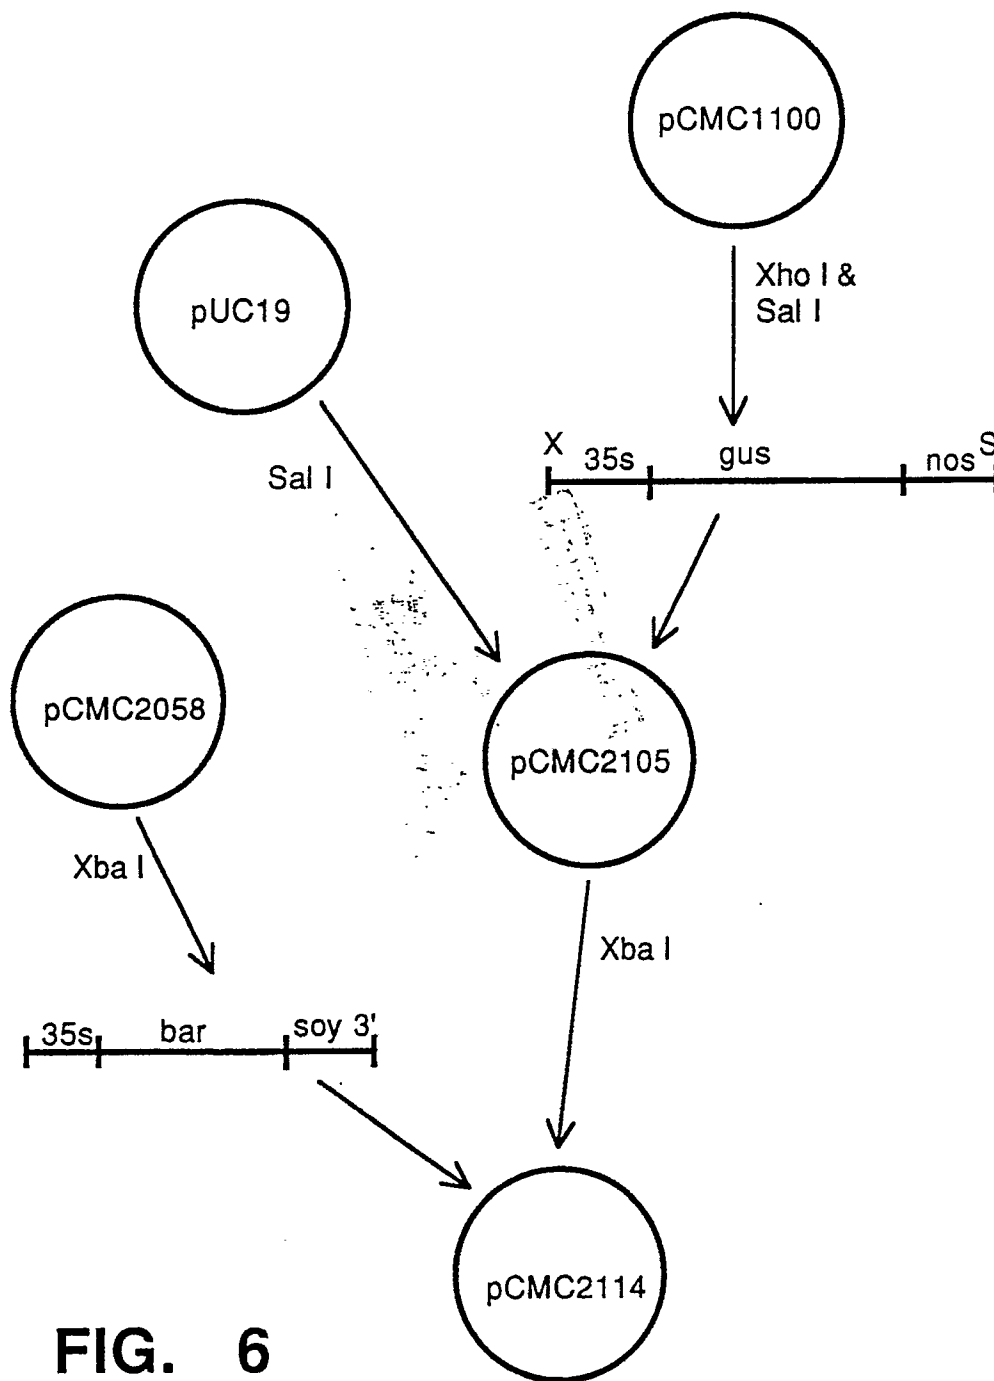 pCMC1100
pUC19
Xho I &
Sal I
Sal I
X 35s gus nos S
pCMC2058
pCMC2105
Xba I
Xba I
35s bar soy 3'
pCMC2114
FIG. 6